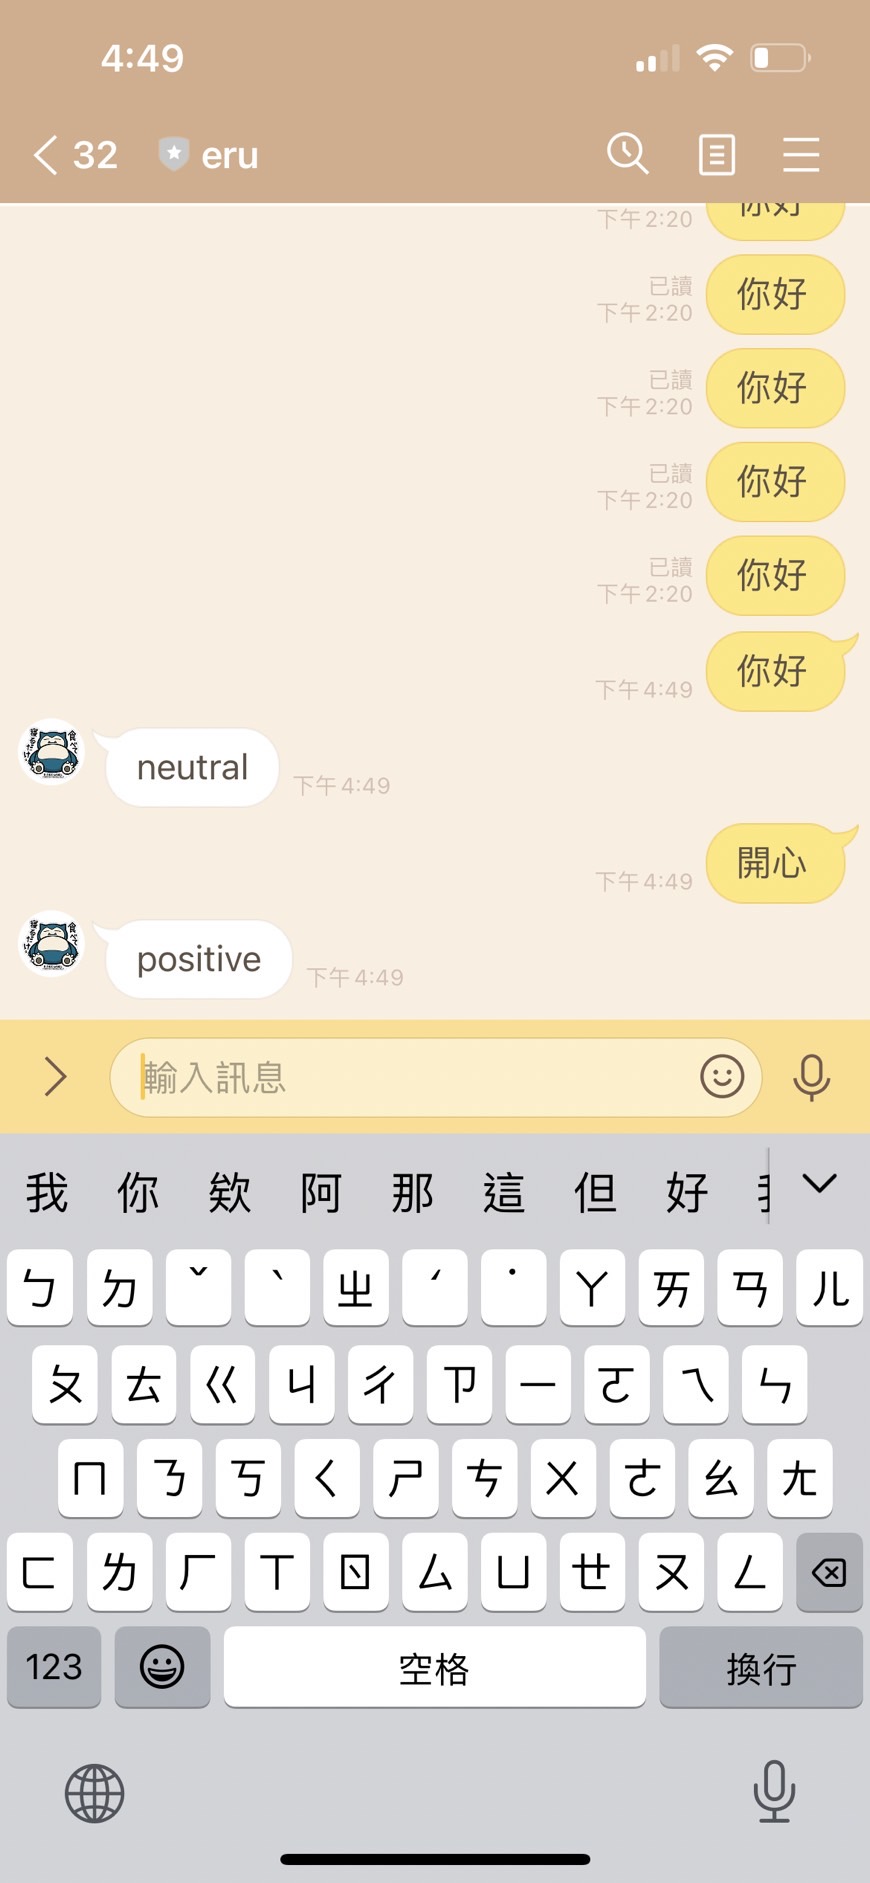 4:49
32 eru
你好
下午2:20
已讀
下午2:20
你好
已讀
下午2:20
你好
已讀
下午2:20
你好
已讀
下午2:20
你好
下午4:49
你好
neutral
下午4:49
下午4:49
開心
positive
下午4:49
輸入訊息
我 你 欸 阿 那 這 但 好
ㄅ ㄉ ˇ ˋ ㄓ ˊ ˙ ㄚ ㄞ ㄢ ㄦ
ㄆ ㄊ ㄍ ㄐ ㄔ ㄗ ㄧ ㄛ ㄟ ㄣ
ㄇ ㄋ ㄎ ㄑ ㄕ ㄘ ㄨ ㄜ ㄠ ㄤ
ㄈ ㄌ ㄏ ㄒ ㄖ ㄙ ㄩ ㄝ ㄡ ㄥ
123 空格 換行